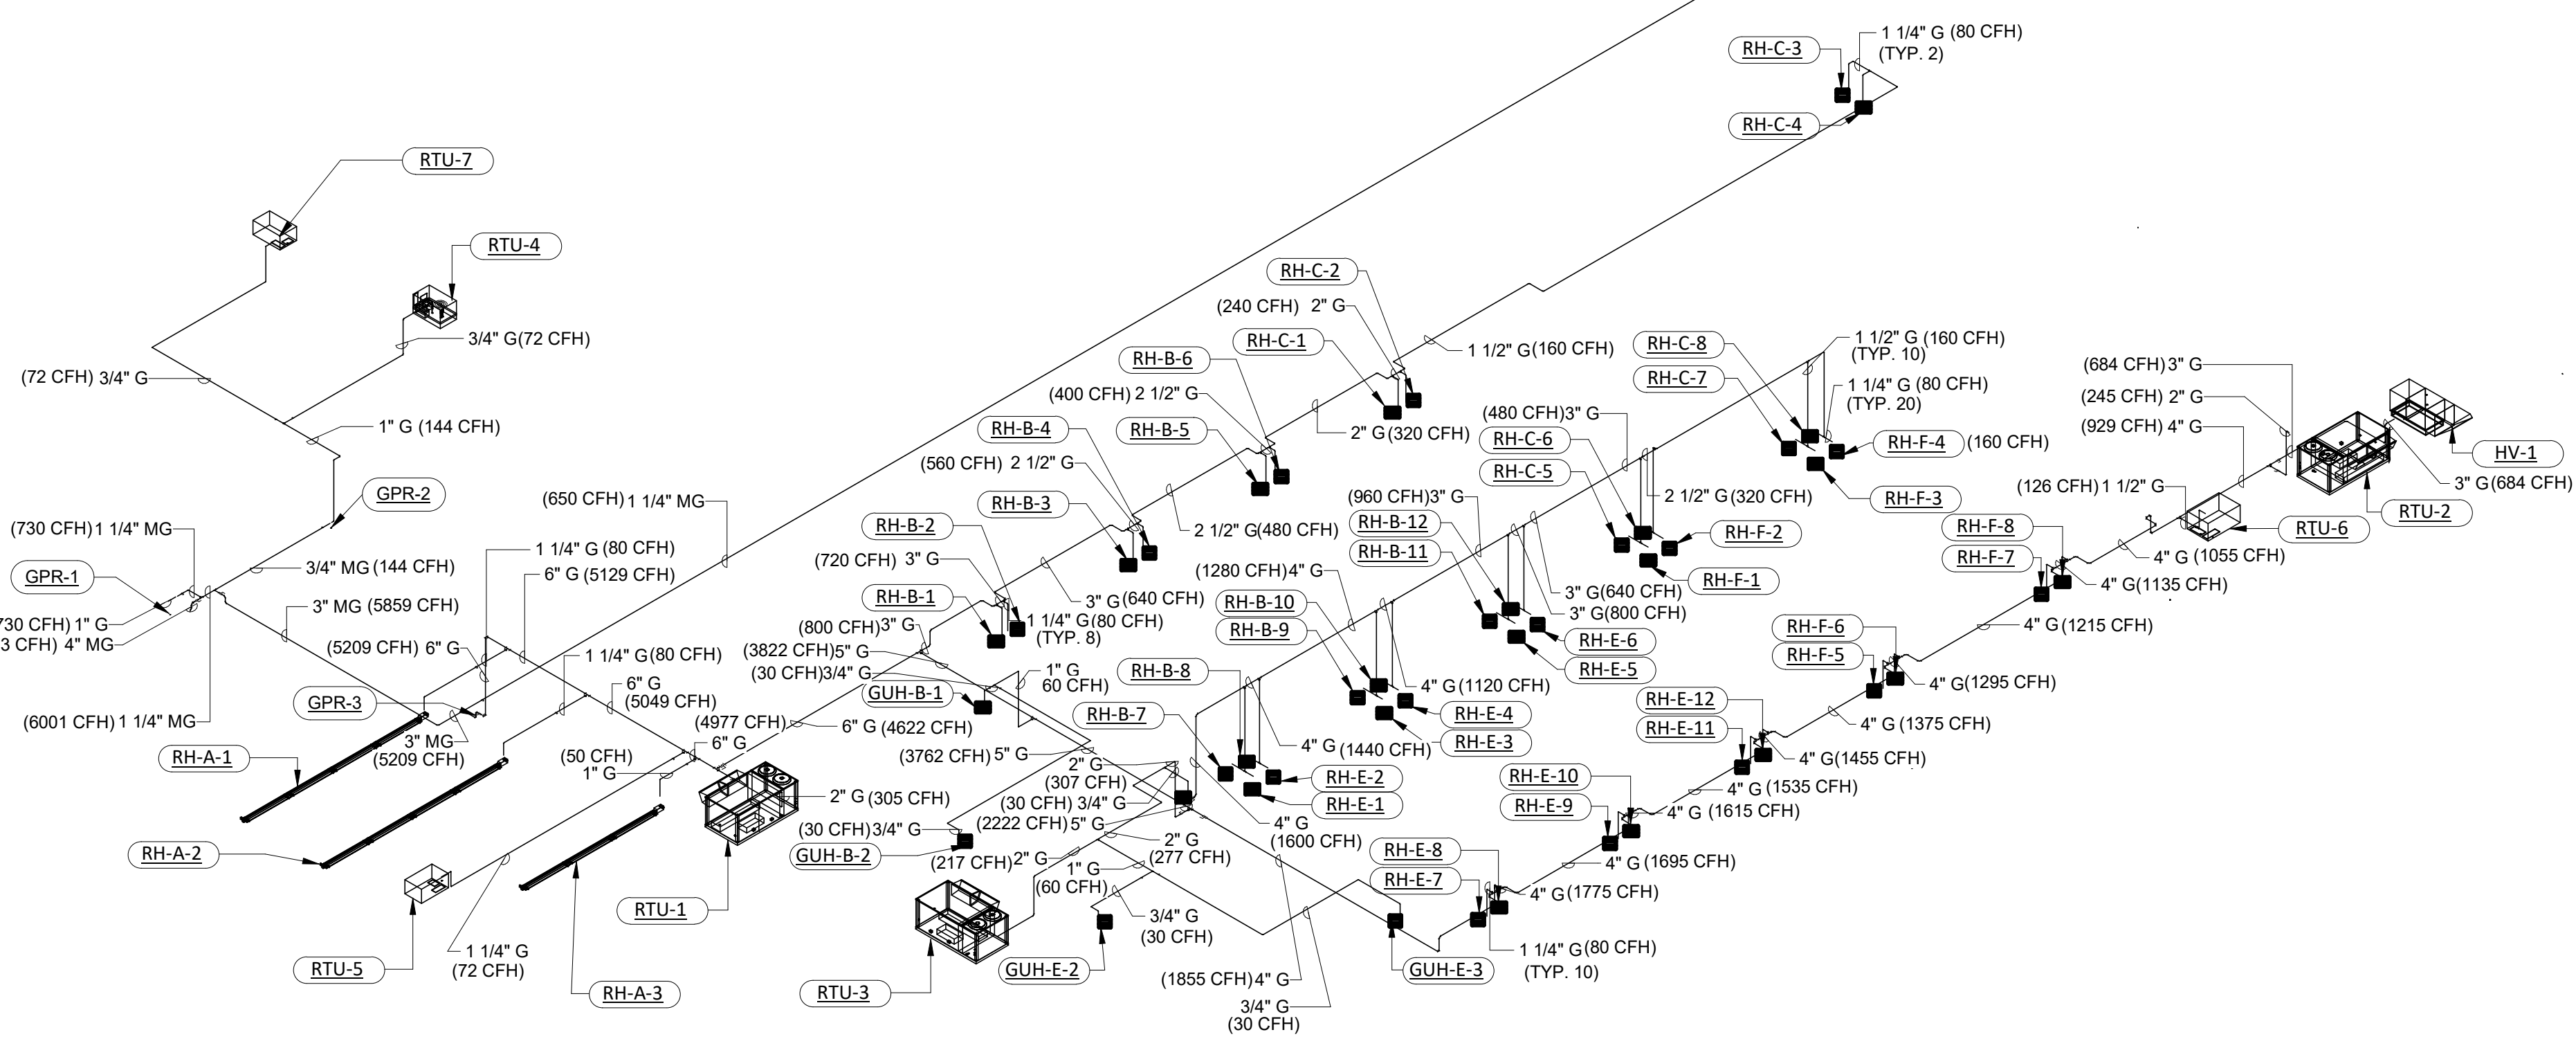 RH-C-3
1 1/4" G (80 CFH)
(TYP. 2)
RH-C-4
RTU-7
RTU-4
3/4" G (72 CFH)
(72 CFH) 3/4" G
1" G (144 CFH)
GPR-2
(730 CFH) 1 1/4" MG
GPR-1
3/4" MG (144 CFH)
3" MG (5859 CFH)
730 CFH) 1" G
3 CFH) 4" MG
(6001 CFH) 1 1/4" MG
(650 CFH) 1 1/4" MG
1 1/4" G (80 CFH)
6" G (5129 CFH)
(5209 CFH) 6" G
1 1/4" G (80 CFH)
GPR-3
3" MG
(5209 CFH)
6" G
(5049 CFH)
(4977 CFH)
6" G
(50 CFH)
1" G
RH-A-1
RH-A-2
RTU-5
1 1/4" G
(72 CFH)
RH-A-3
RTU-1
2" G (305 CFH)
6" G (4622 CFH)
RH-C-2
(240 CFH) 2" G
RH-C-1
1 1/2" G (160 CFH)
RH-B-6
(400 CFH) 2 1/2" G
RH-B-5
2" G (320 CFH)
RH-B-4
(560 CFH) 2 1/2" G
RH-B-3
2 1/2" G (480 CFH)
RH-B-2
(720 CFH) 3" G
RH-B-1
3" G (640 CFH)
1 1/4" G (80 CFH)
(TYP. 8)
(800 CFH) 3" G
(3822 CFH) 5" G
(30 CFH) 3/4" G
GUH-B-1
1" G
60 CFH)
(3762 CFH) 5" G
2" G
(307 CFH)
(30 CFH) 3/4" G
(2222 CFH) 5" G
(30 CFH) 3/4" G
GUH-B-2
(217 CFH) 2" G
2" G
(277 CFH)
1" G
(60 CFH)
4" G
(1600 CFH)
3/4" G
(30 CFH)
RTU-3
GUH-E-2
(1855 CFH) 4" G
3/4" G
(30 CFH)
GUH-E-3
RH-C-8
1 1/2" G (160 CFH)
(TYP. 10)
RH-C-7
1 1/4" G (80 CFH)
(TYP. 20)
RH-F-4
(160 CFH)
RH-F-3
(480 CFH) 3" G
RH-C-6
RH-C-5
2 1/2" G (320 CFH)
RH-F-2
RH-F-1
(960 CFH) 3" G
RH-B-12
RH-B-11
3" G (640 CFH)
3" G (800 CFH)
RH-E-6
RH-E-5
(1280 CFH) 4" G
RH-B-10
RH-B-9
4" G (1120 CFH)
RH-E-4
RH-E-3
RH-B-8
RH-B-7
4" G (1440 CFH)
RH-E-2
RH-E-1
(684 CFH) 3" G
(245 CFH) 2" G
(929 CFH) 4" G
HV-1
3" G (684 CFH)
(126 CFH) 1 1/2" G
RTU-2
RTU-6
RH-F-8
RH-F-7
4" G (1055 CFH)
4" G (1135 CFH)
4" G (1215 CFH)
RH-F-6
RH-F-5
4" G (1295 CFH)
4" G (1375 CFH)
RH-E-12
RH-E-11
4" G (1455 CFH)
4" G (1535 CFH)
RH-E-10
RH-E-9
4" G (1615 CFH)
4" G (1695 CFH)
RH-E-8
RH-E-7
4" G (1775 CFH)
1 1/4" G (80 CFH)
(TYP. 10)